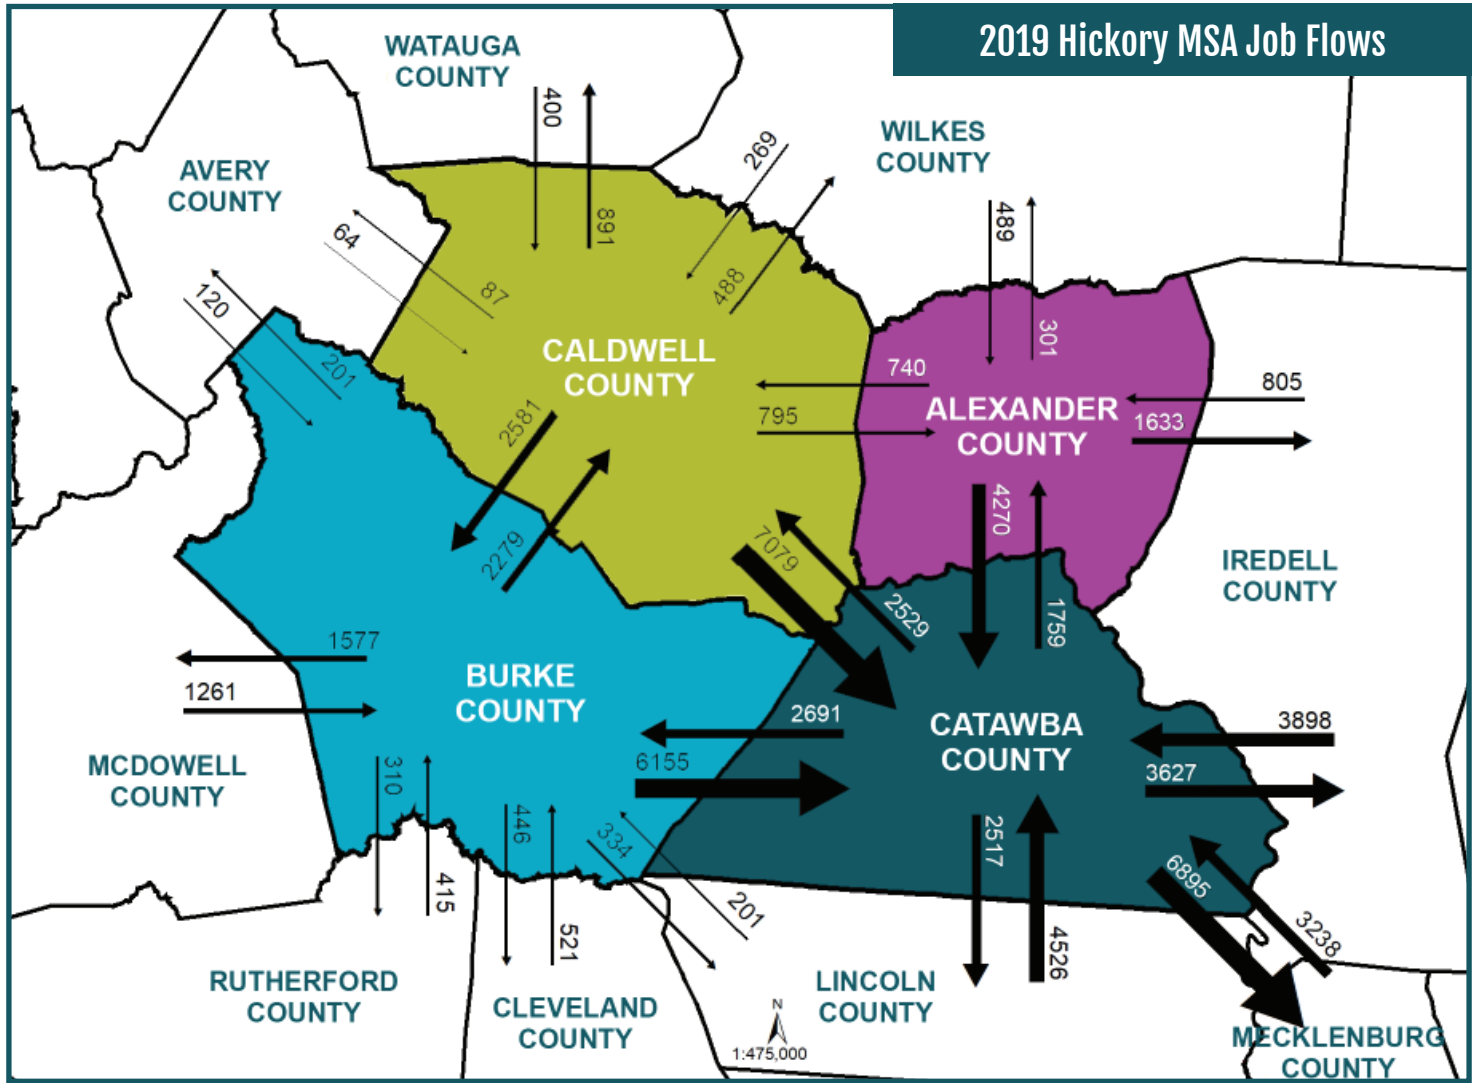 2019 Hickory MSA Job Flows
WATAUGA
COUNTY
400
891
269
488
WILKES
COUNTY
AVERY
COUNTY
64
87
120
201
489
301
CALDWELL
COUNTY
740
795
ALEXANDER
COUNTY
805
1633
2581
2279
7079
2529
4270
1759
IREDELL
COUNTY
1577
1261
BURKE
COUNTY
2691
6155
CATAWBA
COUNTY
3898
3627
MCDOWELL
COUNTY
310
415
446
521
334
201
2517
4526
6895
3238
RUTHERFORD
COUNTY
CLEVELAND
COUNTY
LINCOLN
COUNTY
N
1:475,000
MECKLENBURG
COUNTY